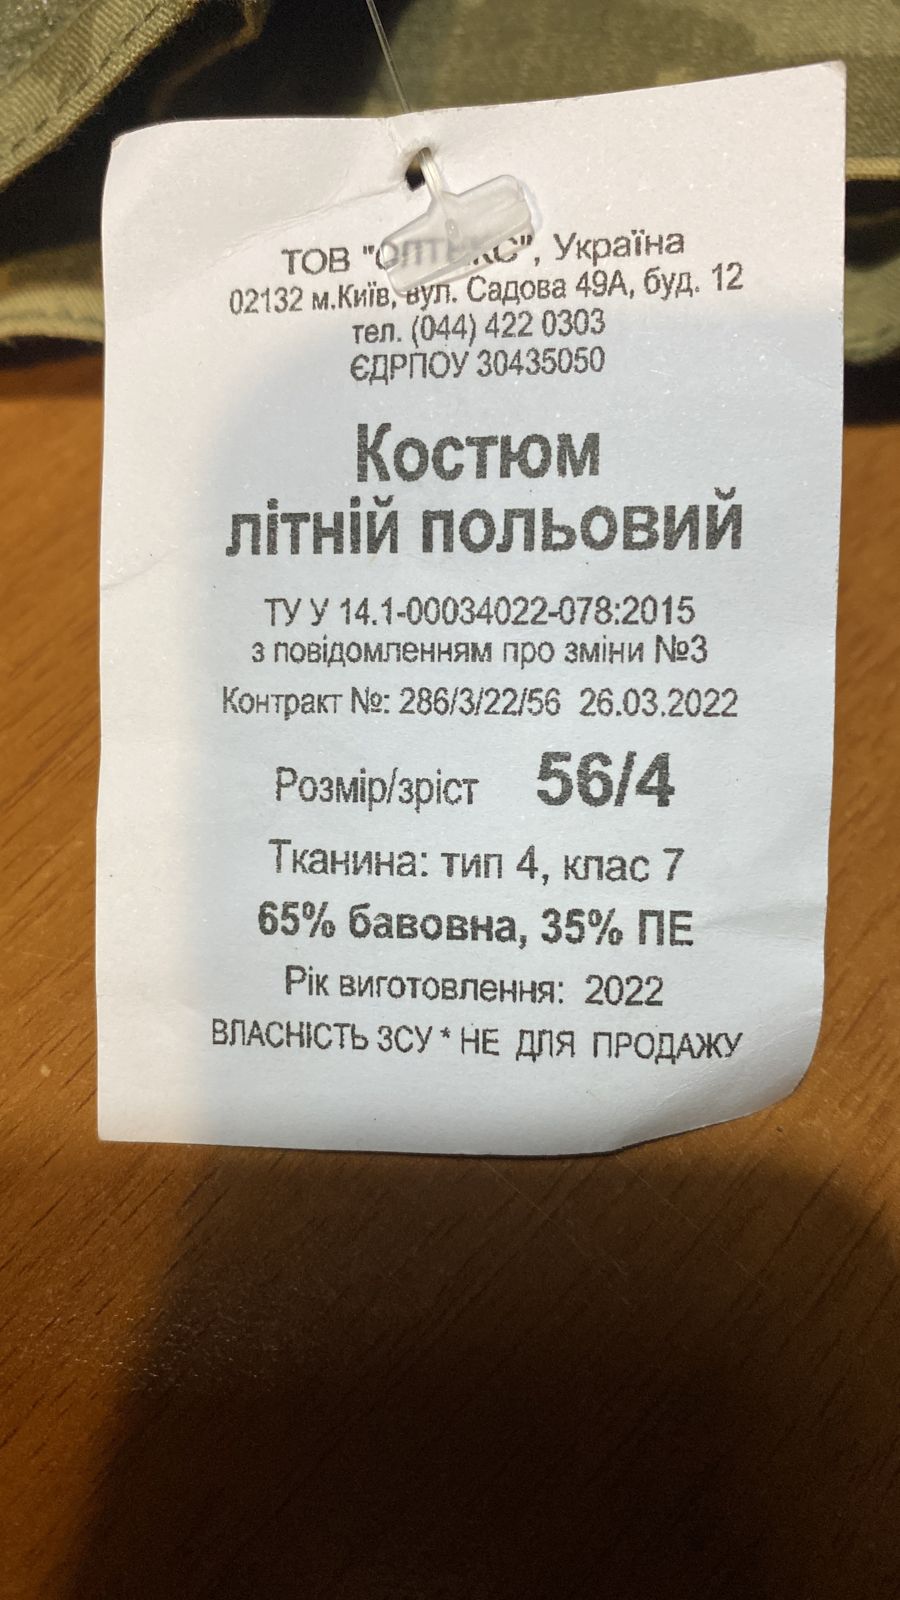 ТОВ , Україна
02132 м.Київ, вул. Садова 49А, буд. 12
тел. (044) 422 0303
ЄДРПОУ 30435050
Костюм
літній польовий
ТУ У 14.1-00034022-078:2015
з повідомленням про зміни №3
Контракт №: 286/3/22/56 26.03.2022
Розмір/зріст 56/4
Тканина: тип 4, клас 7
65% бавовна, 35% ПЕ
Рік виготовлення: 2022
ВЛАСНІСТЬ ЗСУ * НЕ ДЛЯ ПРОДАЖУ